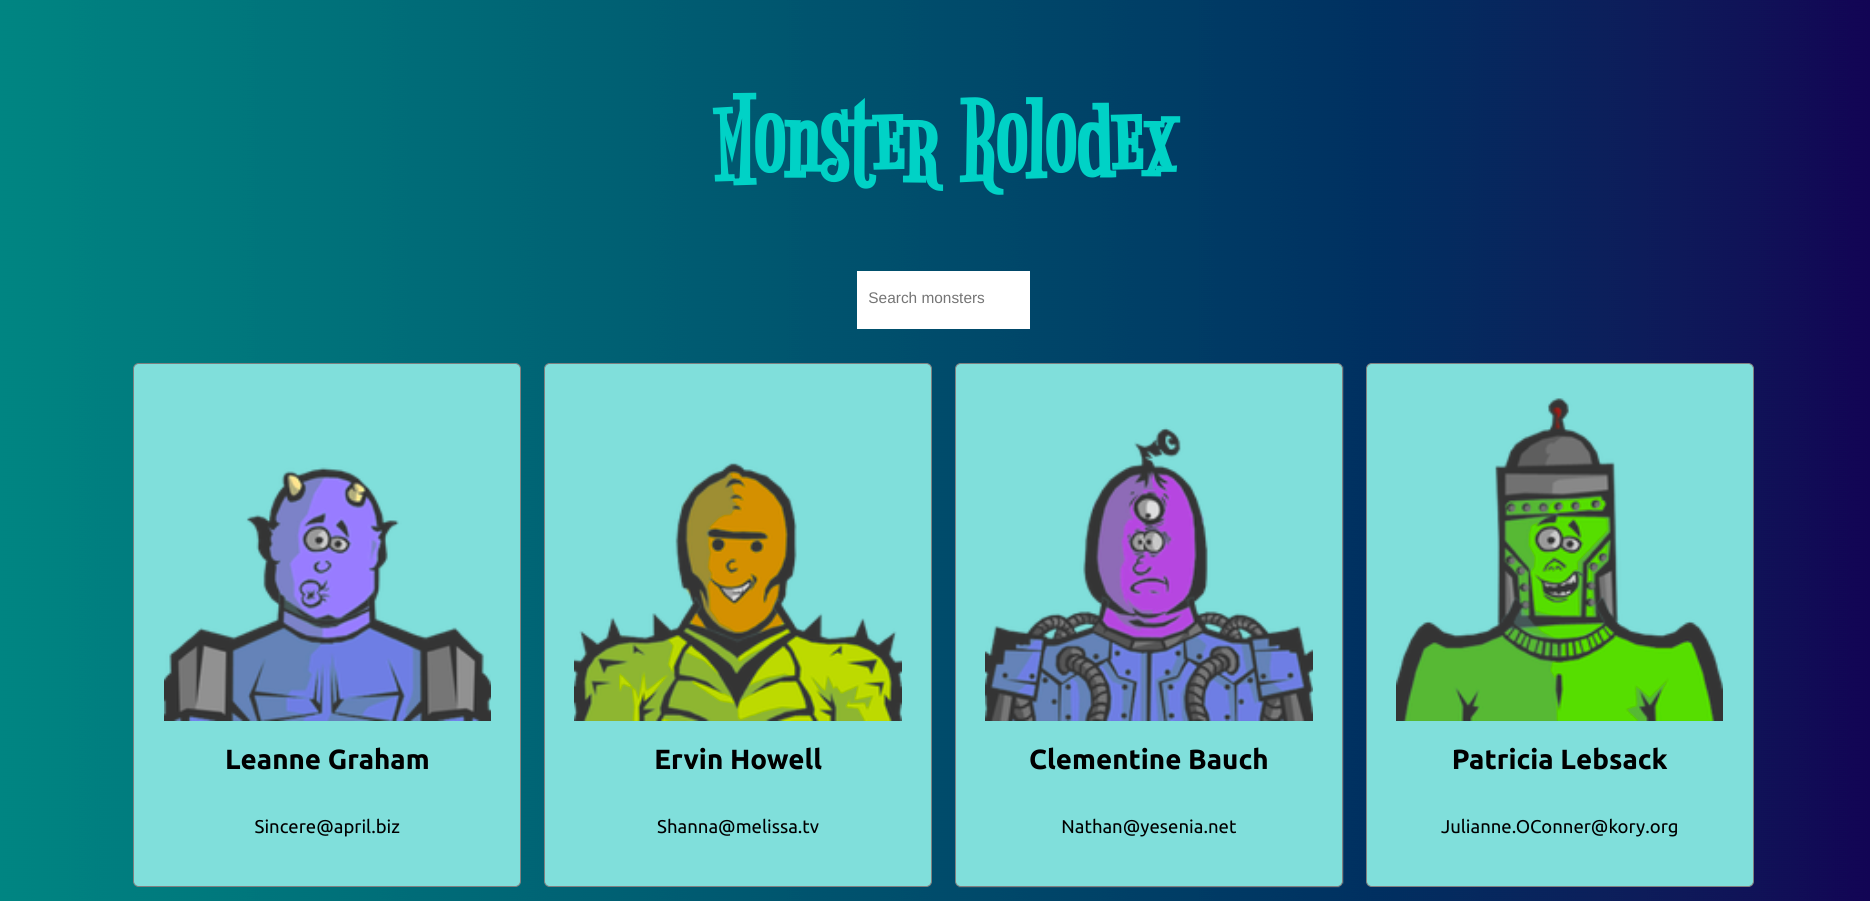 Monster Rolodex
Search monsters
Leanne Graham
Sincere@april.biz
Ervin Howell
Shanna@melissa.tv
Clementine Bauch
Nathan@yesenia.net
Patricia Lebsack
Julianne.OConner@kory.org